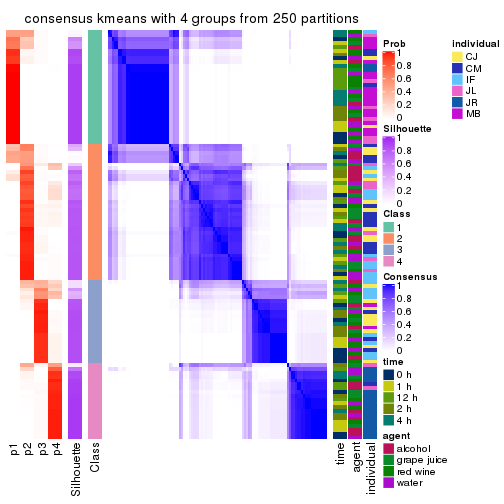 consensus kmeans with 4 groups from 250 partitions
Prob
1
0.8
0.6
0.4
0.2
0
Silhouette
1
0.8
0.6
0.4
0.2
0
Class
1
2
3
4
Consensus
1
0.8
0.6
0.4
0.2
0
time
0 h
1 h
12 h
2 h
4 h
agent
alcohol
grape juice
red wine
water
Individual
CJ
CM
IF
JL
JR
MB
p1
p2
p3
p4
Silhouette
Class
time
agent
individual